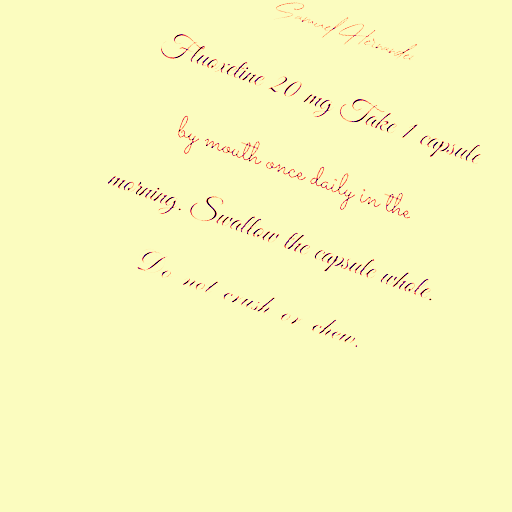 Samuel Hernandez
Fluoxetine 20 mg Take 1 capsule
by mouth once daily in the
morning. Swallow the capsule whole.
Do not crush or chew.